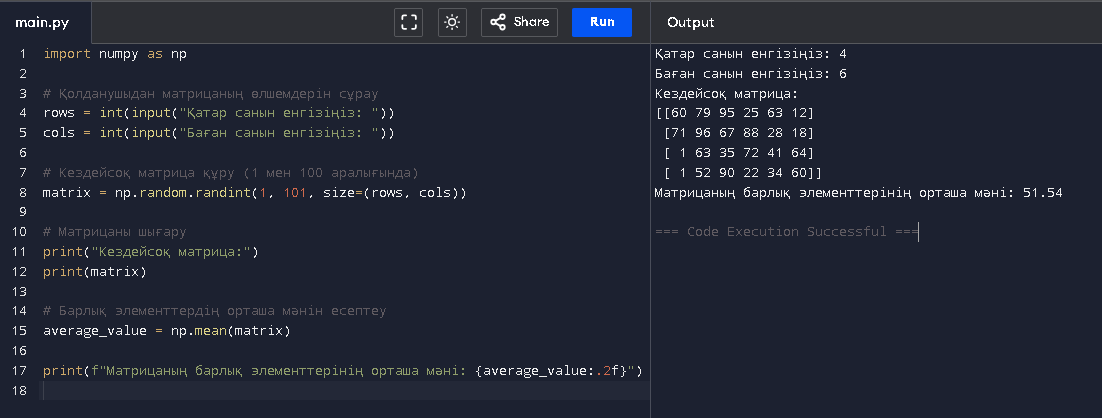 main.py
Share
Run
Output
1 import numpy as np
2
3 # Қолданушыдан матрицаның өлшемдерін сұрау
4 rows = int(input("Қатар санын енгізіңіз: "))
5 cols = int(input("Баған санын енгізіңіз: "))
6
7 # Кездейсоқ матрица құру (1 мен 100 аралығында)
8 matrix = np.random.randint(1, 101, size=(rows, cols))
9
10 # Матрицаны шығару
11 print("Кездейсоқ матрица:")
12 print(matrix)
13
14 # Барлық элементтердің орташа мәнін есептеу
15 average_value = np.mean(matrix)
16
17 print(f"Матрицаның барлық элементтерінің орташа мәні: {average_value:.2f}")
18
Қатар санын енгізіңіз: 4
Баған санын енгізіңіз: 6
Кездейсоқ матрица:
[[60 79 95 25 63 12]
 [71 96 67 88 28 18]
 [ 1 63 35 72 41 64]
 [ 1 52 90 22 34 60]]
Матрицаның барлық элементтерінің орташа мәні: 51.54
=== Code Execution Successful ===